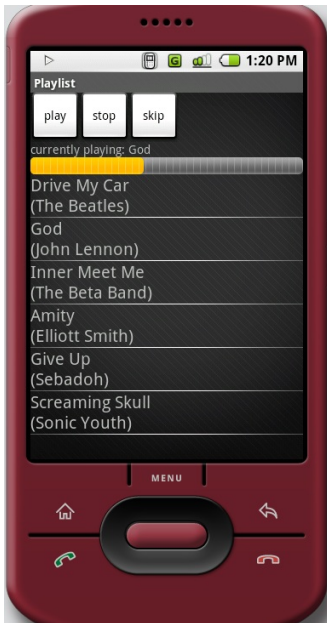 1:20 PM
Playlist
play stop skip
currently playing: God
Drive My Car
(The Beatles)
God
(John Lennon)
Inner Meet Me
(The Beta Band)
Amity
(Elliott Smith)
Give Up
(Sebadoh)
Screaming Skull
(Sonic Youth)
MENU